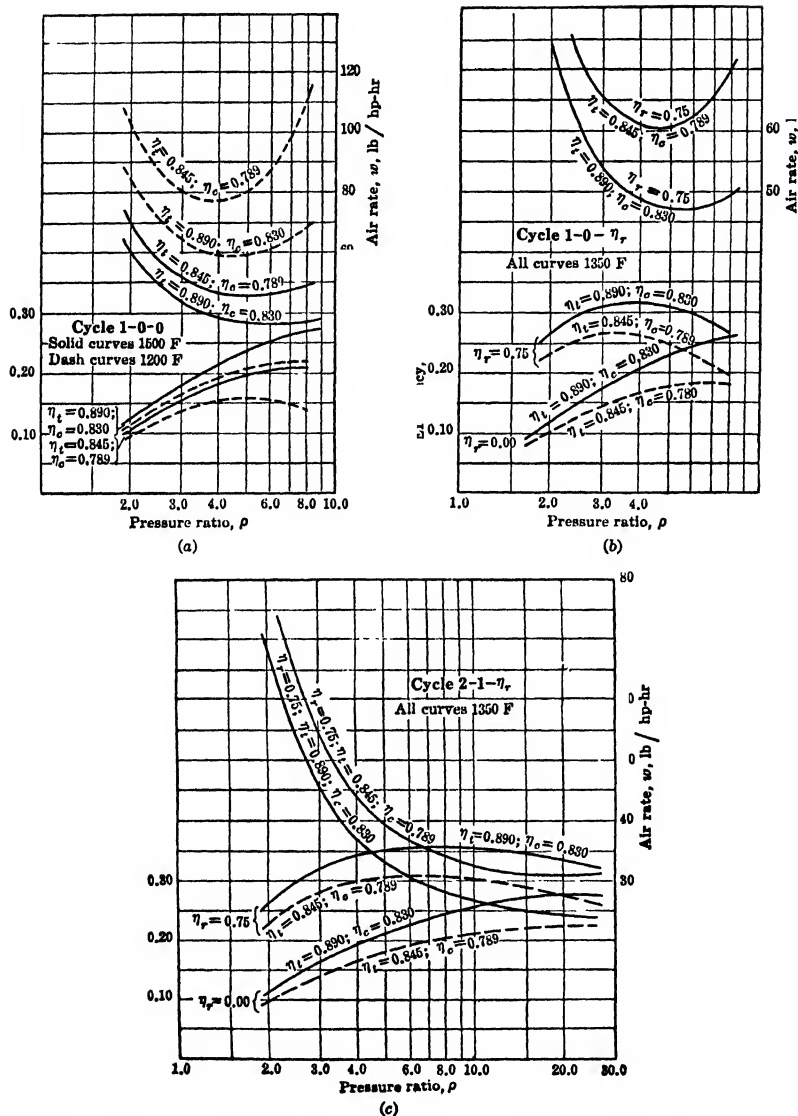 120
100
80
60
Air rate, w, lb / hp-hr
ηt=0.845; ηc=0.789
ηt=0.890; ηc=0.830
ηt=0.845; ηc=0.789
ηt=0.890; ηc=0.830
0.30
Cycle 1-0-0
Solid curves 1500 F
Dash curves 1200 F
0.20
ηt=0.890;
ηc=0.830
ηt=0.845;
ηc=0.789
0.10
2.0 3.0 4.0 6.0 8.0 10.0
Pressure ratio, ρ
(a)
ηr=0.75
ηt=0.845; ηc=0.789
60
50
Air rate, w, l
ηr=0.75
ηt=0.890; ηc=0.830
Cycle 1-0-ηr
All curves 1350 F
0.30
ηt=0.890; ηc=0.830
ηt=0.845; ηc=0.789
ηr=0.75
0.20
ηt=0.890; ηc=0.830
ηt=0.845; ηc=0.780
0.10
ηr=0.00
1.0 2.0 3.0 4.0 6.0 8.0
Pressure ratio, ρ
(b)
80
Cycle 2-1-ηr
All curves 1350 F
0
0
40
30
Air rate, w, lb / hp-hr
ηr=0.75; ηt=0.845; ηc=0.789
ηr=0.75; ηt=0.890; ηc=0.830
ηt=0.890; ηc=0.830
0.30
ηt=0.845; ηc=0.789
ηr=0.75
0.20
ηt=0.890; ηc=0.830
ηt=0.845; ηc=0.789
0.10
ηr=0.00
1.0 2.0 3.0 4.0 6.0 8.0 10.0 20.0 30.0
Pressure ratio, ρ
(c)